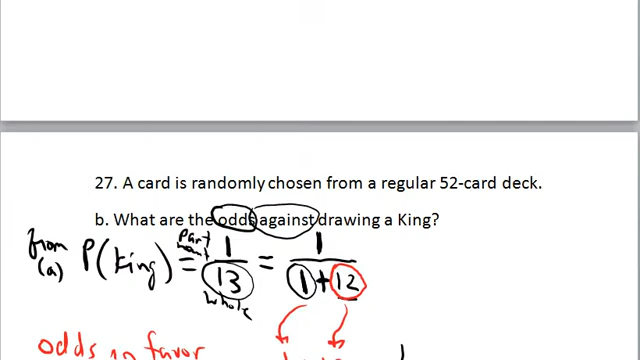 27. A card is randomly chosen from a regular 52-card deck.
b. What are the odds against drawing a King?
from (a) P(King) = part want 1 / 13 whole = 1 / 1 + 12
odds in favor